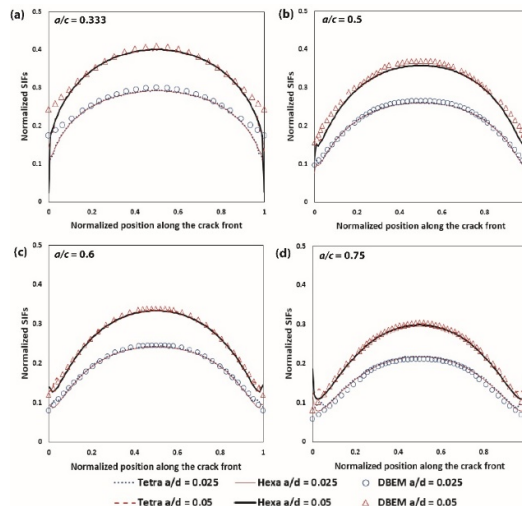 (a)
a/c = 0.333
Normalized SIFs
0.5
0.4
0.3
0.2
0.1
0
0 0.2 0.4 0.6 0.8 1
Normalized position along the crack front
(b)
a/c = 0.5
Normalized SIFs
0.5
0.4
0.3
0.2
0.1
0
0 0.2 0.4 0.6 0.8
Normalized position along the crack front
(c)
a/c = 0.6
Normalized SIFs
0.5
0.4
0.3
0.2
0.1
0
0 0.2 0.4 0.6 0.8 1
Normalized position along the crack front
(d)
a/c = 0.75
Normalized SIFs
0.5
0.4
0.3
0.2
0.1
0
0 0.2 0.4 0.6 0.8
Normalized position along the crack front
Tetra a/d = 0.025 Hexa a/d = 0.025 DBEM a/d = 0.025
Tetra a/d = 0.05 Hexa a/d = 0.05 DBEM a/d = 0.05